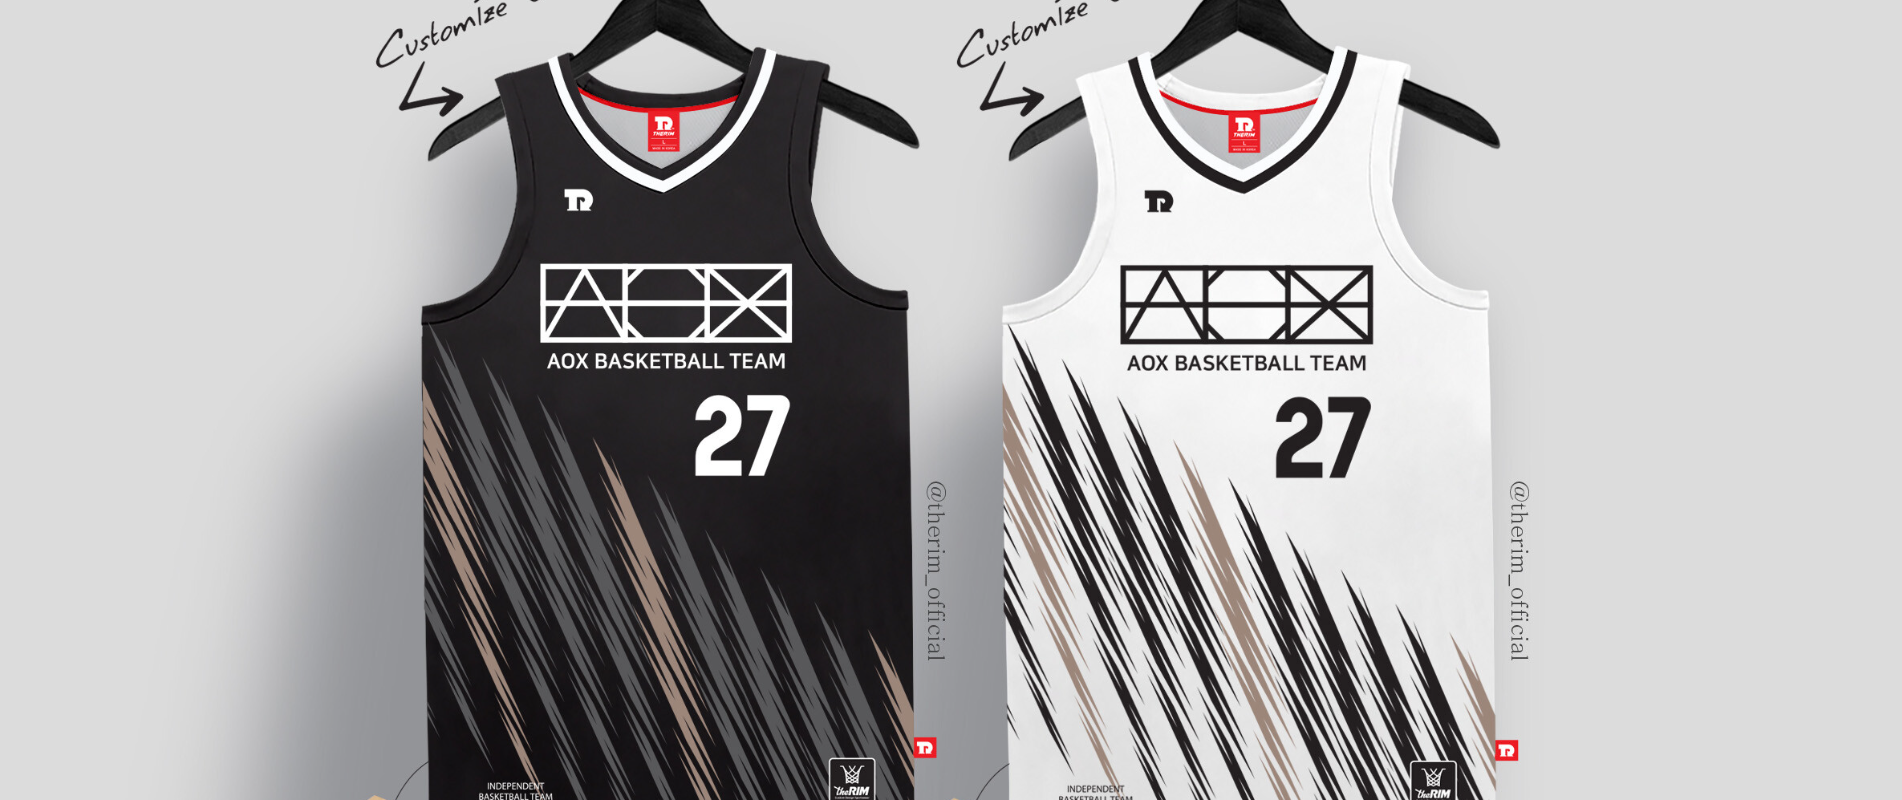 Customize
THERIM
L
AOX
AOX BASKETBALL TEAM
27
@therim_official
INDEPENDENT
BASKETBALL TEAM
theRIM
Customize
THERIM
L
AOX
AOX BASKETBALL TEAM
27
@therim_official
INDEPENDENT
BASKETBALL TEAM
theRIM